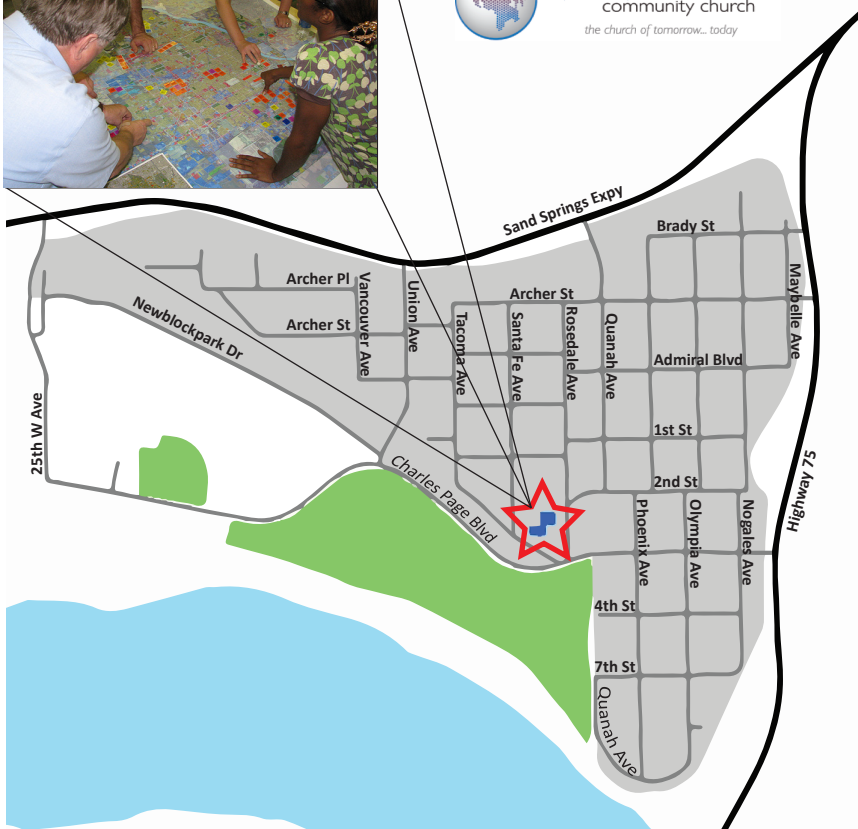 community church
the church of tomorrow... today
Sand Springs Expy
Brady St
Archer Pl
Vancouver Ave
Union Ave
Archer St
Maybelle Ave
Newblockpark Dr
Archer St
Tacoma Ave
Santa Fe Ave
Rosedale Ave
Quanah Ave
Admiral Blvd
25th W Ave
1st St
Charles Page Blvd
2nd St
Highway 75
Phoenix Ave
Olympia Ave
Nogales Ave
4th St
7th St
Quanah Ave